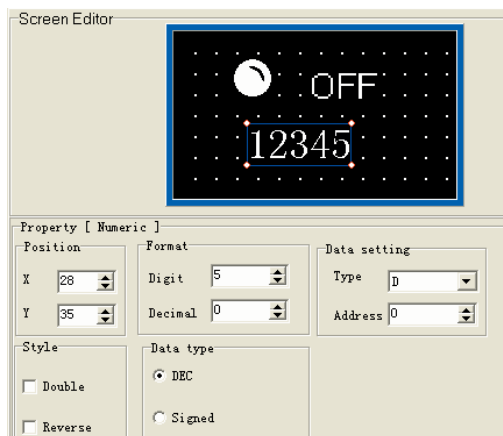 Screen Editor
OFF
12345
Property [ Numeric ]
Position
Format
Data setting
X 28
Digit 5
Type D
Y 35
Decimal 0
Address 0
Style
Data type
Double
DEC
Reverse
Signed